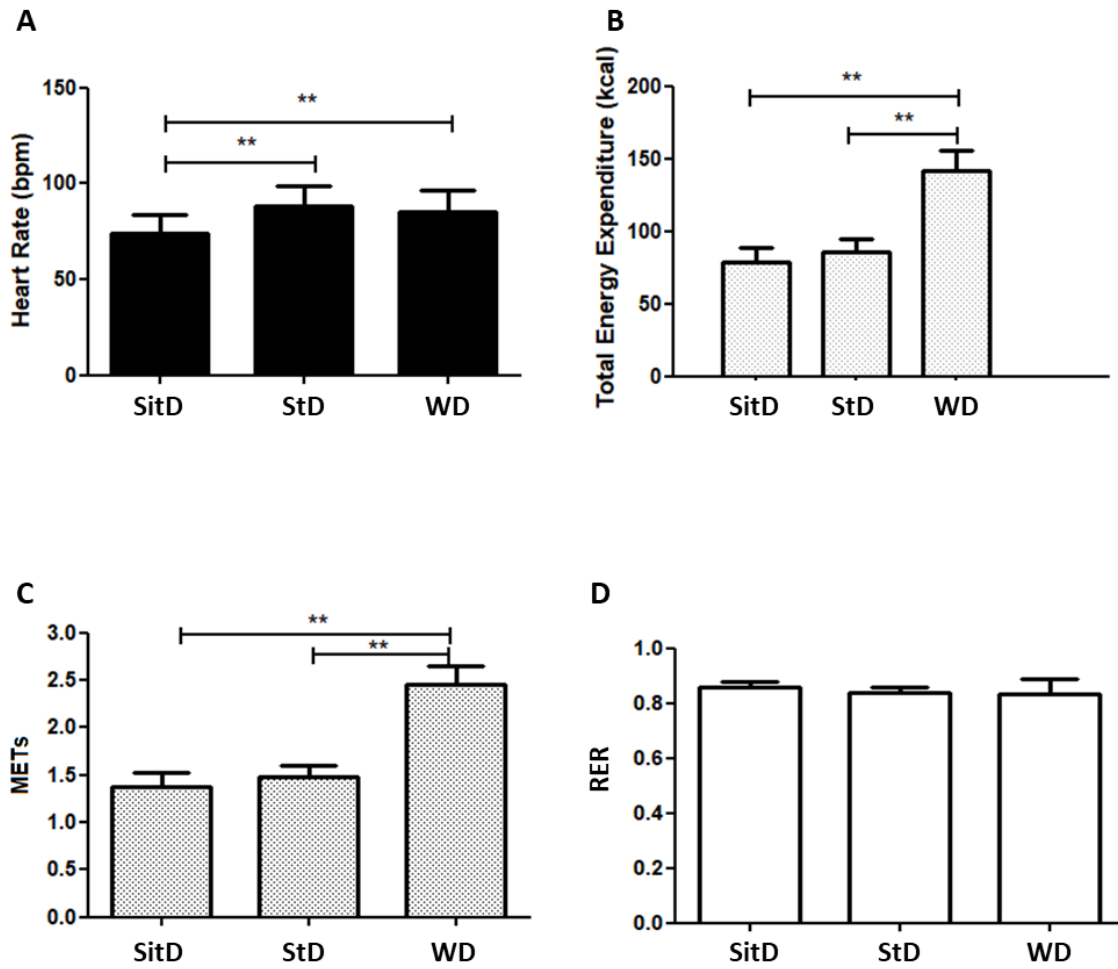 A
Heart Rate (bpm)
150
100
50
0
**
**
SitD StD WD
B
Total Energy Expenditure (kcal)
200
150
100
50
0
**
**
SitD StD WD
C
METs
3.0
2.5
2.0
1.5
1.0
0.5
0.0
**
**
SitD StD WD
D
RER
1.0
0.8
0.6
0.4
0.2
0.0
SitD StD WD